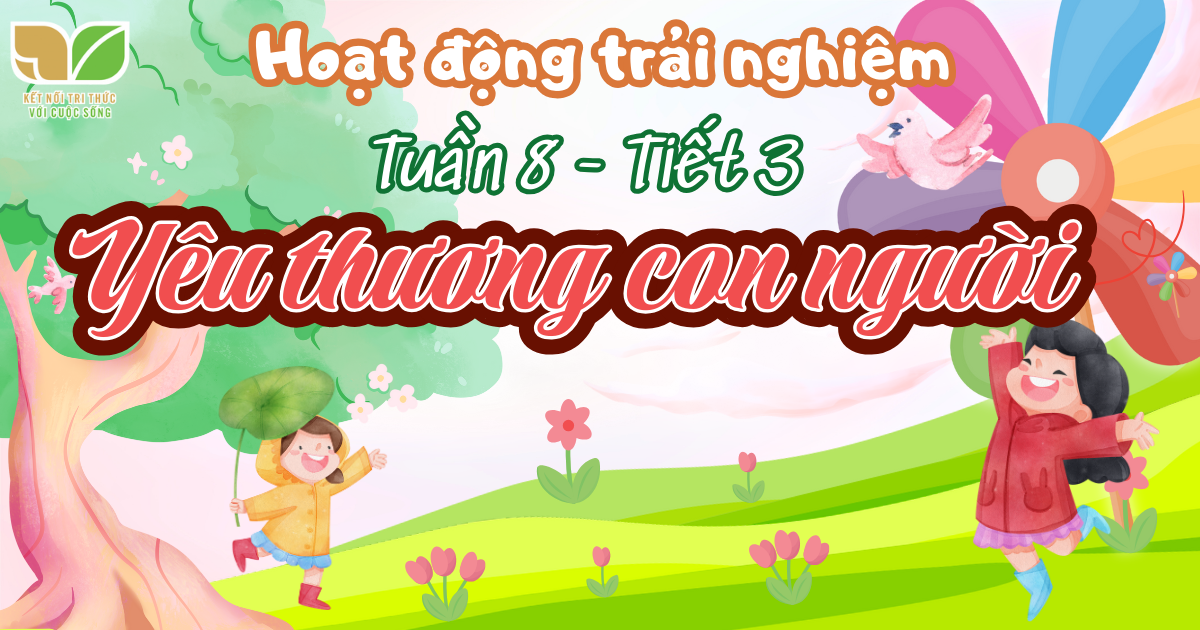 KẾT NỐI TRI THỨC
VỚI CUỘC SỐNG
Hoạt động trải nghiệm
Tuần 8 - Tiết 3
Yêu thương con người